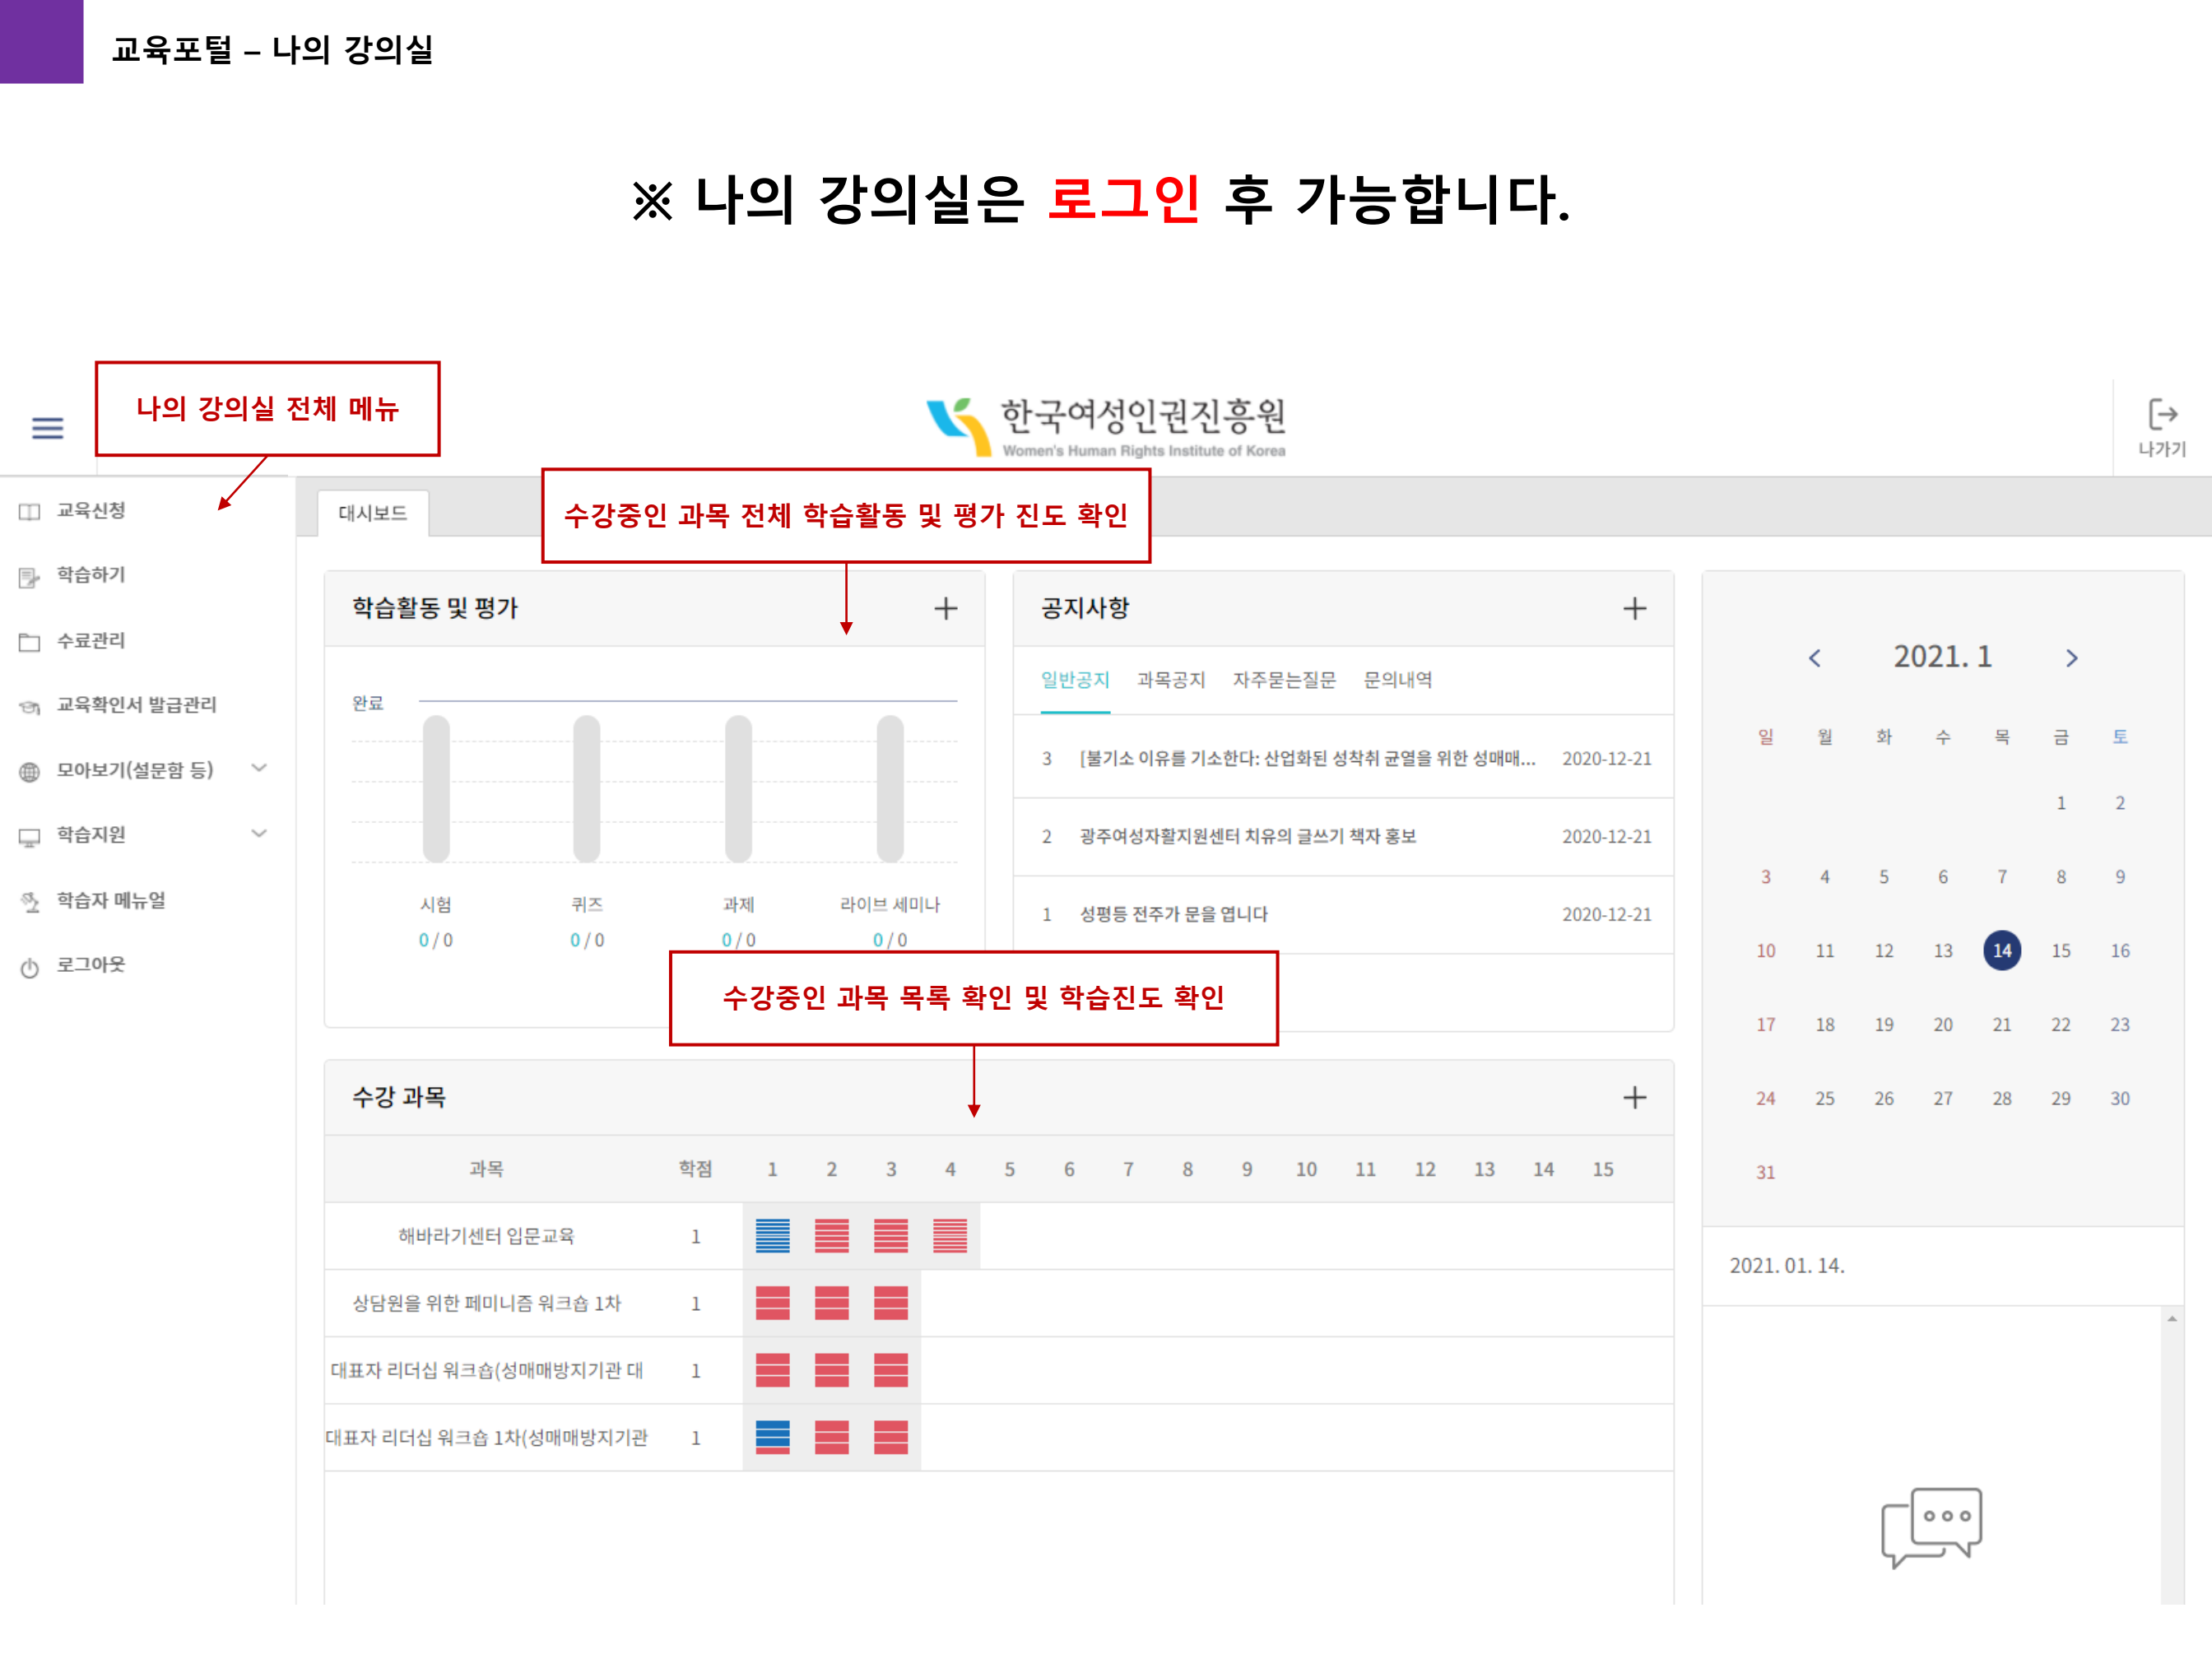 교육포털 – 나의 강의실
※ 나의 강의실은 로그인 후 가능합니다.
나의 강의실 전체 메뉴
한국여성인권진흥원
Women's Human Rights Institute of Korea
나가기
수강중인 과목 전체 학습활동 및 평가 진도 확인
대시보드
교육신청
학습하기
수료관리
교육확인서 발급관리
모아보기(설문함 등)
학습지원
학습자 메뉴얼
로그아웃
학습활동 및 평가
완료
시험 퀴즈 과제 라이브 세미나
0 / 0 0 / 0 0 / 0 0 / 0
공지사항
일반공지 과목공지 자주묻는질문 문의내역
3 [불기소 이유를 기소한다: 산업화된 성착취 균열을 위한 성매매... 2020-12-21
2 광주여성자활지원센터 치유의 글쓰기 책자 홍보 2020-12-21
1 성평등 전주가 문을 엽니다 2020-12-21
수강중인 과목 목록 확인 및 학습진도 확인
수강 과목
과목 학점 1 2 3 4 5 6 7 8 9 10 11 12 13 14 15
해바라기센터 입문교육 1
상담원을 위한 페미니즘 워크숍 1차 1
대표자 리더십 워크숍(성매매방지기관 대 1
대표자 리더십 워크숍 1차(성매매방지기관 1
2021. 1
일 월 화 수 목 금 토
1 2
3 4 5 6 7 8 9
10 11 12 13 14 15 16
17 18 19 20 21 22 23
24 25 26 27 28 29 30
31
2021. 01. 14.